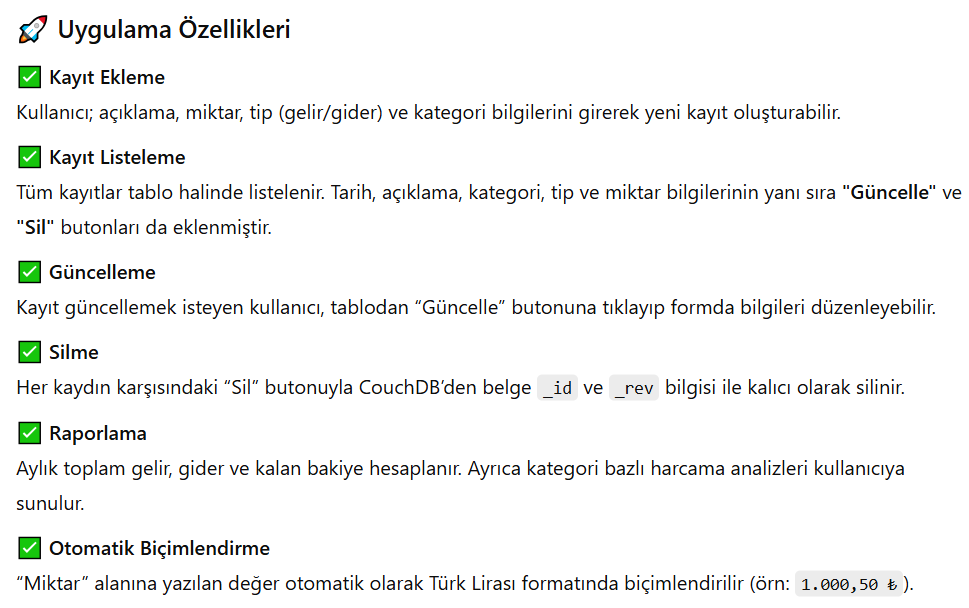 🚀 Uygulama Özellikleri
✅ Kayıt Ekleme
Kullanıcı; açıklama, miktar, tip (gelir/gider) ve kategori bilgilerini girerek yeni kayıt oluşturabilir.
✅ Kayıt Listeleme
Tüm kayıtlar tablo halinde listelenir. Tarih, açıklama, kategori, tip ve miktar bilgilerinin yanı sıra "Güncelle" ve
"Sil" butonları da eklenmiştir.
✅ Güncelleme
Kayıt güncellemek isteyen kullanıcı, tablodan “Güncelle” butonuna tıklayıp formda bilgileri düzenleyebilir.
✅ Silme
Her kaydın karşısındaki “Sil” butonuyla CouchDB’den belge _id ve _rev bilgisi ile kalıcı olarak silinir.
✅ Raporlama
Aylık toplam gelir, gider ve kalan bakiye hesaplanır. Ayrıca kategori bazlı harcama analizleri kullanıcıya
sunulur.
✅ Otomatik Biçimlendirme
“Miktar” alanına yazılan değer otomatik olarak Türk Lirası formatında biçimlendirilir (örn: 1.000,50 ₺).